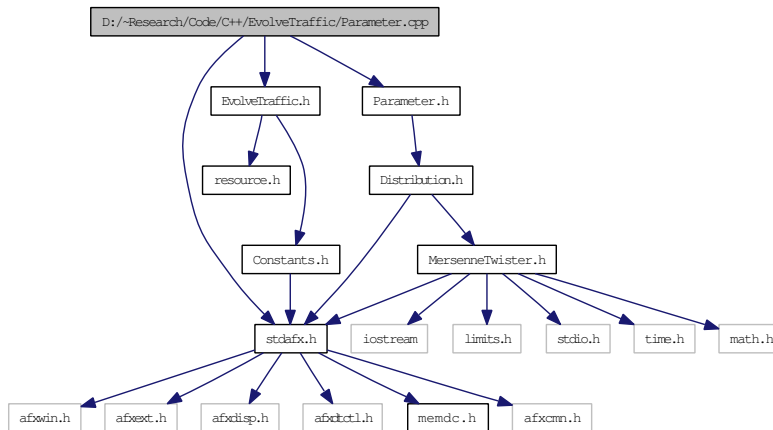 D:/~Research/Code/C++/EvolveTraffic/Parameter.cpp
EvolveTraffic.h
Parameter.h
resource.h
Distribution.h
Constants.h
MersenneTwister.h
stdafx.h
iostream
limits.h
stdio.h
time.h
math.h
afxwin.h
afxext.h
afxdisp.h
afxdtctl.h
memdc.h
afxcmn.h